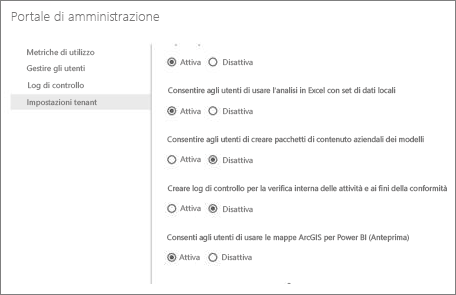 Portale di amministrazione
Metriche di utilizzo
Gestire gli utenti
Log di controllo
Impostazioni tenant
Attiva Disattiva
Consentire agli utenti di usare l'analisi in Excel con set di dati locali
Attiva Disattiva
Consentire agli utenti di creare pacchetti di contenuto aziendali dei modelli
Attiva Disattiva
Creare log di controllo per la verifica interna delle attività e ai fini della conformità
Attiva Disattiva
Consenti agli utenti di usare le mappe ArcGIS per Power BI (Anteprima)
Attiva Disattiva